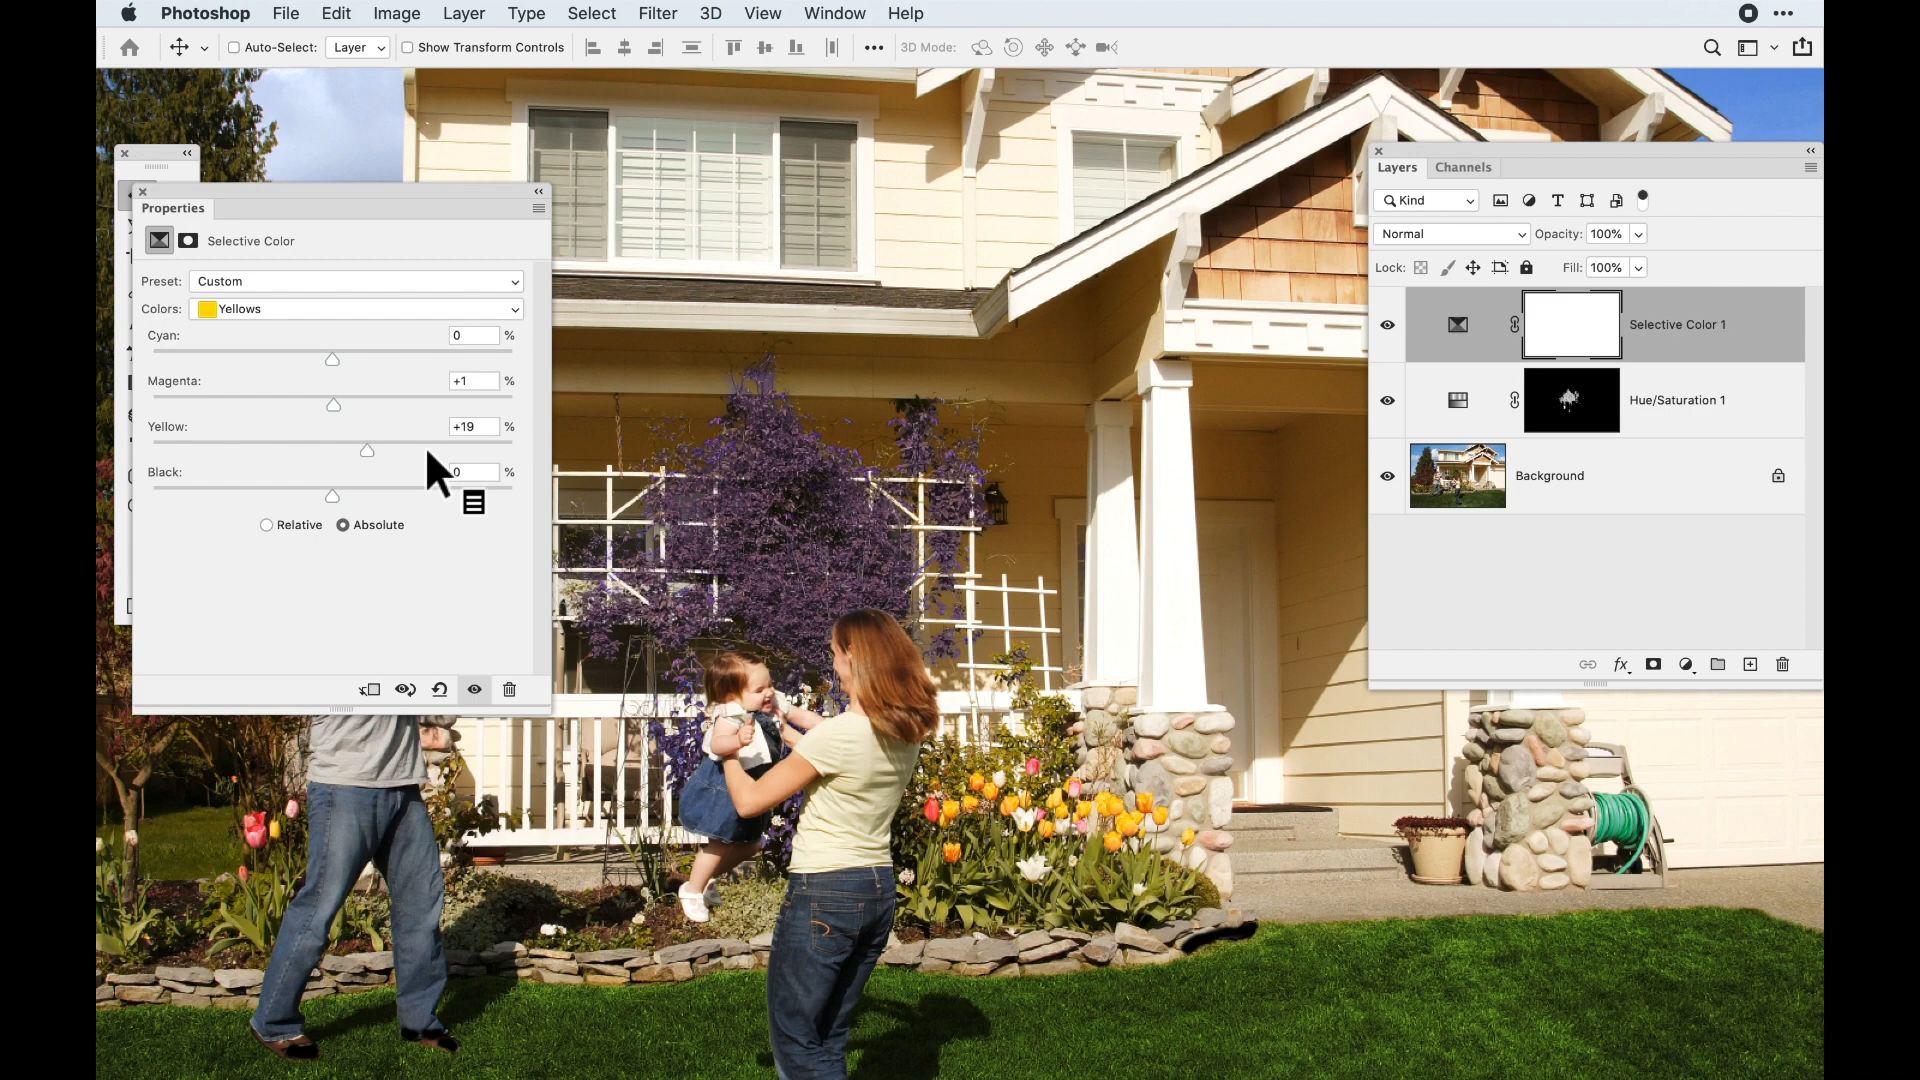 Photoshop File Edit Image Layer Type Select Filter 3D View Window Help
Auto-Select: Layer Show Transform Controls 3D Mode:
Properties
Selective Color
Preset: Custom
Colors: Yellows
Cyan: 0 %
Magenta: +1 %
Yellow: +19 %
Black: 0 %
Relative Absolute
Layers Channels
Kind
Normal Opacity: 100%
Lock: Fill: 100%
Selective Color 1
Hue/Saturation 1
Background
fx